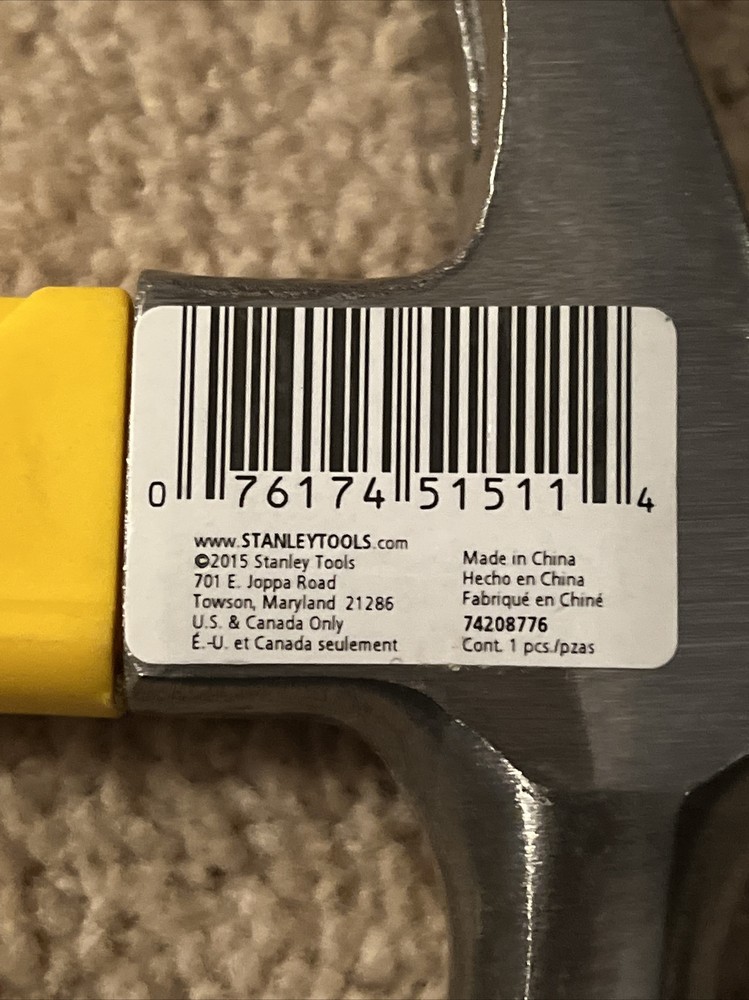 0 76174 51511 4
www.STANLEYTOOLS.com
©2015 Stanley Tools
701 E. Joppa Road
Towson, Maryland 21286
U.S. & Canada Only
É.-U. et Canada seulement
Made in China
Hecho en China
Fabriqué en Chiné
74208776
Cont. 1 pcs./pzas